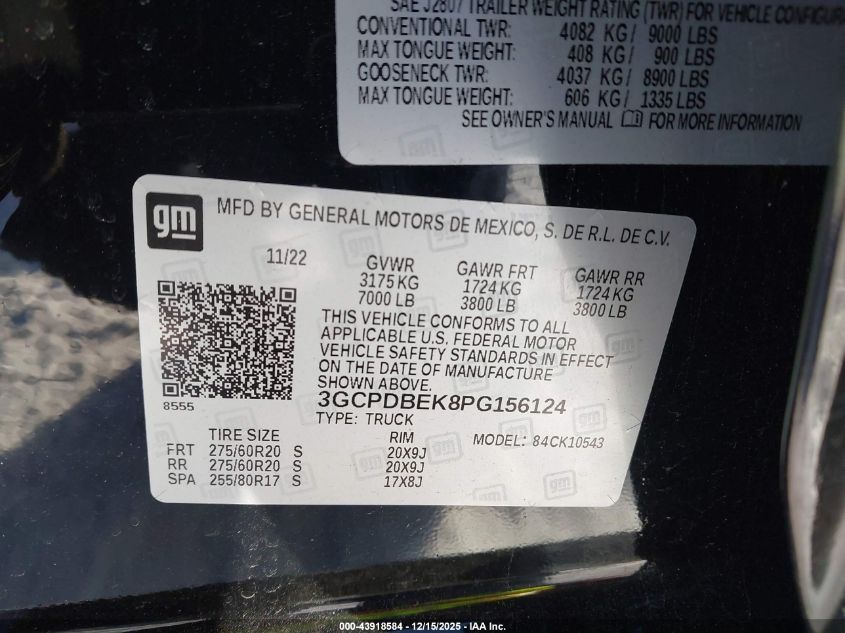 SAE J2807 TRAILER WEIGHT RATING (TWR) FOR VEHICLE CONFIGUR
CONVENTIONAL TWR: 4082 KG/ 9000 LBS
MAX TONGUE WEIGHT: 408 KG/ 900 LBS
GOOSENECK TWR: 4037 KG/ 8900 LBS
MAX TONGUE WEIGHT: 606 KG/ 1335 LBS
SEE OWNER'S MANUAL FOR MORE INFORMATION
gm MFD BY GENERAL MOTORS DE MEXICO, S. DE R.L. DE C.V.
11/22 GVWR GAWR FRT GAWR RR
3175 KG 1724 KG 1724 KG
7000 LB 3800 LB 3800 LB
THIS VEHICLE CONFORMS TO ALL
APPLICABLE U.S. FEDERAL MOTOR
VEHICLE SAFETY STANDARDS IN EFFECT
ON THE DATE OF MANUFACTURE
SHOWN ABOVE.
8555 3GCPDBEK8PG156124
TYPE: TRUCK
TIRE SIZE RIM MODEL: 84CK10543
FRT 275/60R20 S 20X9J
RR 275/60R20 S 20X9J
SPA 255/80R17 S 17X8J
000-43918584 - 12/15/2025 - IAA Inc.